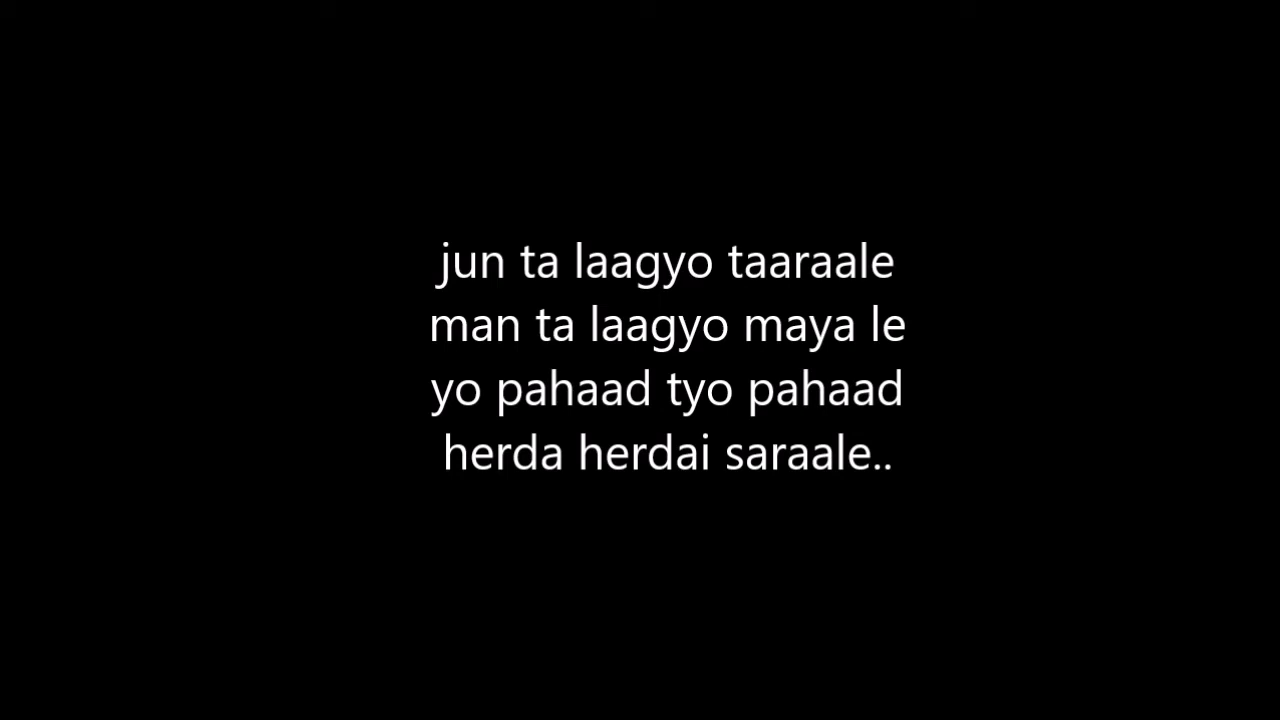 jun ta laagyo taaraale
man ta laagyo maya le
yo pahaad tyo pahaad
herda herdai saraale..